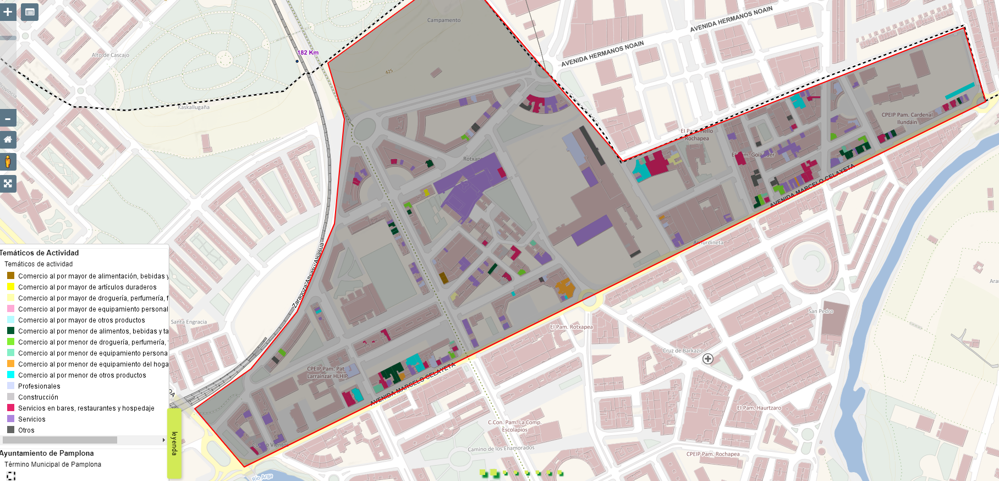 Campamento
AVENIDA HERMANOS NOAIN
AVENIDA HERMANOS NOAIN
182 Km
Alto de Cascajo
425
Provincia
Kaskallugaña
CPEIP Pam. Cardenal
Ilundáin
El Pam. Hello
Rochapea
El Pam. Goiz
AVENIDA MARCELO CELAYETA
Zaragoza-Altsasu/Alsasua
Santa Engracia
San Pedro
El Pam. Rotxapea
Cruz de Barkazio
CPEIP Pam. Pat.
Larrainzar HLHIP
AVENIDA MARCELO CELAYETA
El Pam. Haurtzaro
C.Con. Pam. La Comp.
Escolapios
Camino de los Enamorados
CPEIP Pam. Rochapea
Río Arga
Temáticos de Actividad
Temáticos de actividad
Comercio al por mayor de alimentación, bebidas y
Comercio al por mayor de artículos duraderos
Comercio al por mayor de droguería, perfumería, f
Comercio al por mayor de equipamiento personal
Comercio al por mayor de otros productos
Comercio al por menor de alimentos, bebidas y ta
Comercio al por menor de droguería, perfumería,
Comercio al por menor de equipamiento persona
Comercio al por menor de equipamiento del hoga
Comercio al por menor de otros productos
Profesionales
Construcción
Servicios en bares, restaurantes y hospedaje
Servicios
Otros
leyenda
Ayuntamiento de Pamplona
Término Municipal de Pamplona